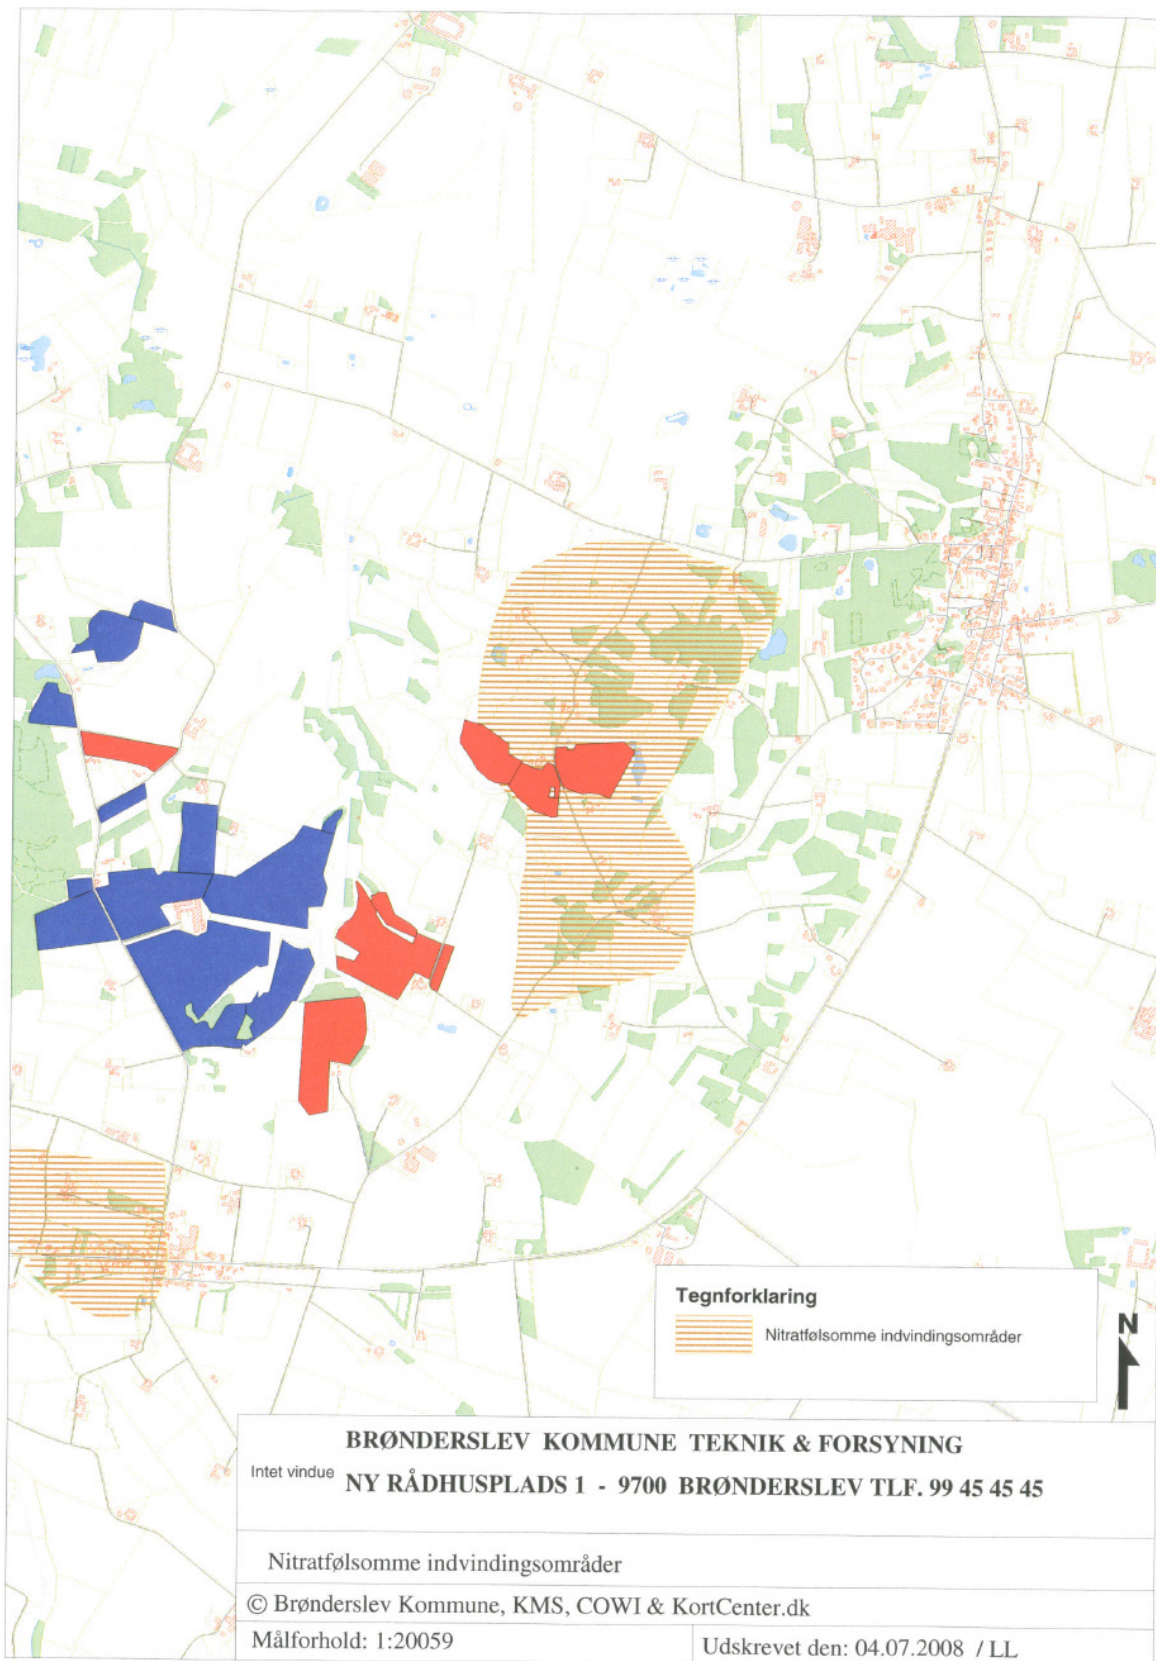 Tegnforklaring
Nitratfølsomme indvindingsområder
N
BRØNDERSLEV KOMMUNE TEKNIK & FORSYNING
Intet vindue
NY RÅDHUSPLADS 1 - 9700 BRØNDERSLEV TLF. 99 45 45 45
Nitratfølsomme indvindingsområder
© Brønderslev Kommune, KMS, COWI & KortCenter.dk
Målforhold: 1:20059
Udskrevet den: 04.07.2008 / LL